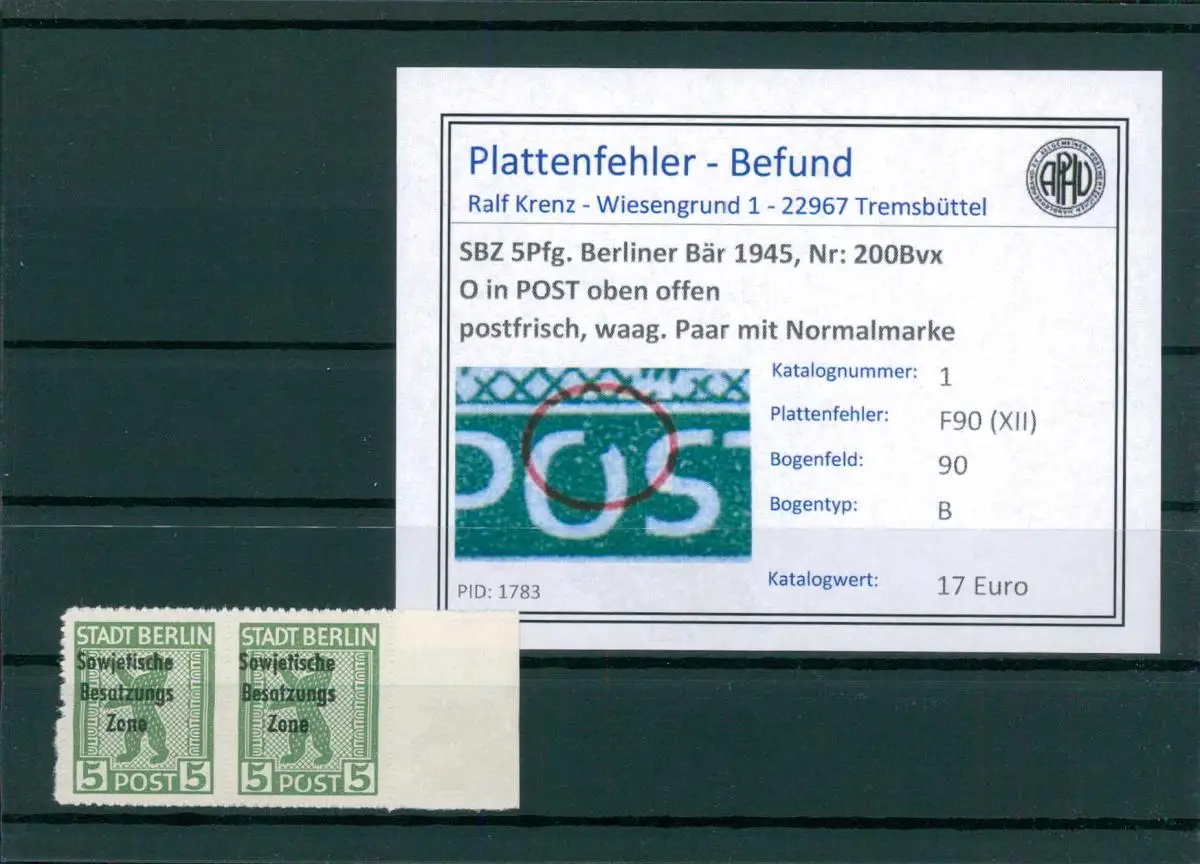 Plattenfehler - Befund
APHV
Ralf Krenz - Wiesengrund 1 - 22967 Tremsbüttel
SBZ 5Pfg. Berliner Bär 1945, Nr: 200Bvx
O in POST oben offen
postfrisch, waag. Paar mit Normalmarke
POST
Katalognummer: 1
Plattenfehler: F90 (XII)
Bogenfeld: 90
Bogentyp: B
Katalogwert: 17 Euro
PID: 1783
STADT BERLIN
Sowjetische
Besatzungs
Zone
5 POST 5
STADT BERLIN
Sowjetische
Besatzungs
Zone
5 POST 5